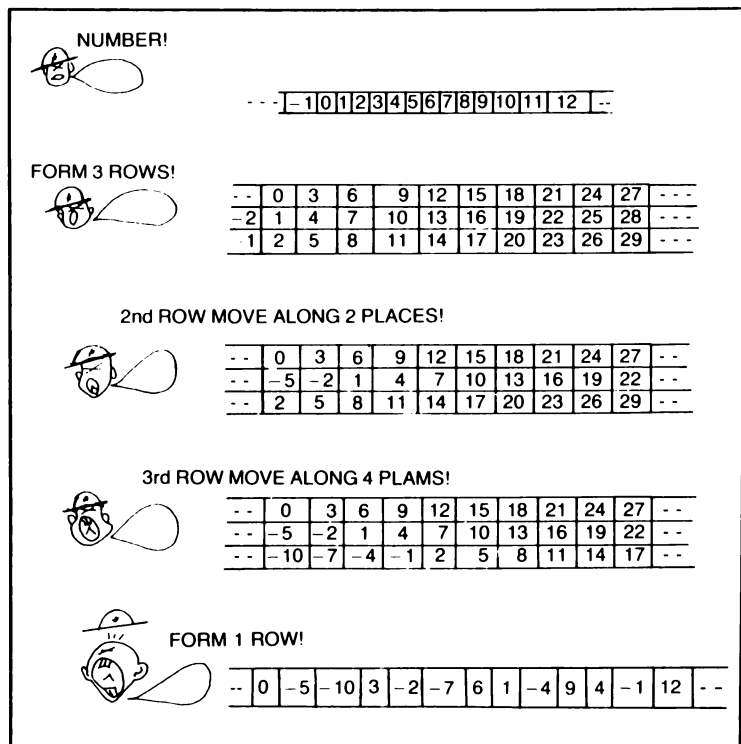 NUMBER!
- - - -1 0 1 2 3 4 5 6 7 8 9 10 11 12 --
FORM 3 ROWS!
-- 0 3 6 9 12 15 18 21 24 27 - - -
-2 1 4 7 10 13 16 19 22 25 28 - - -
-1 2 5 8 11 14 17 20 23 26 29 - - -
2nd ROW MOVE ALONG 2 PLACES!
-- 0 3 6 9 12 15 18 21 24 27 - -
-- -5 -2 1 4 7 10 13 16 19 22 - -
-- 2 5 8 11 14 17 20 23 26 29 - -
3rd ROW MOVE ALONG 4 PLAMS!
-- 0 3 6 9 12 15 18 21 24 27 - -
-- -5 -2 1 4 7 10 13 16 19 22 - -
-- -10 -7 -4 -1 2 5 8 11 14 17 - -
FORM 1 ROW!
-- 0 -5 -10 3 -2 -7 6 1 -4 9 4 -1 12 - -